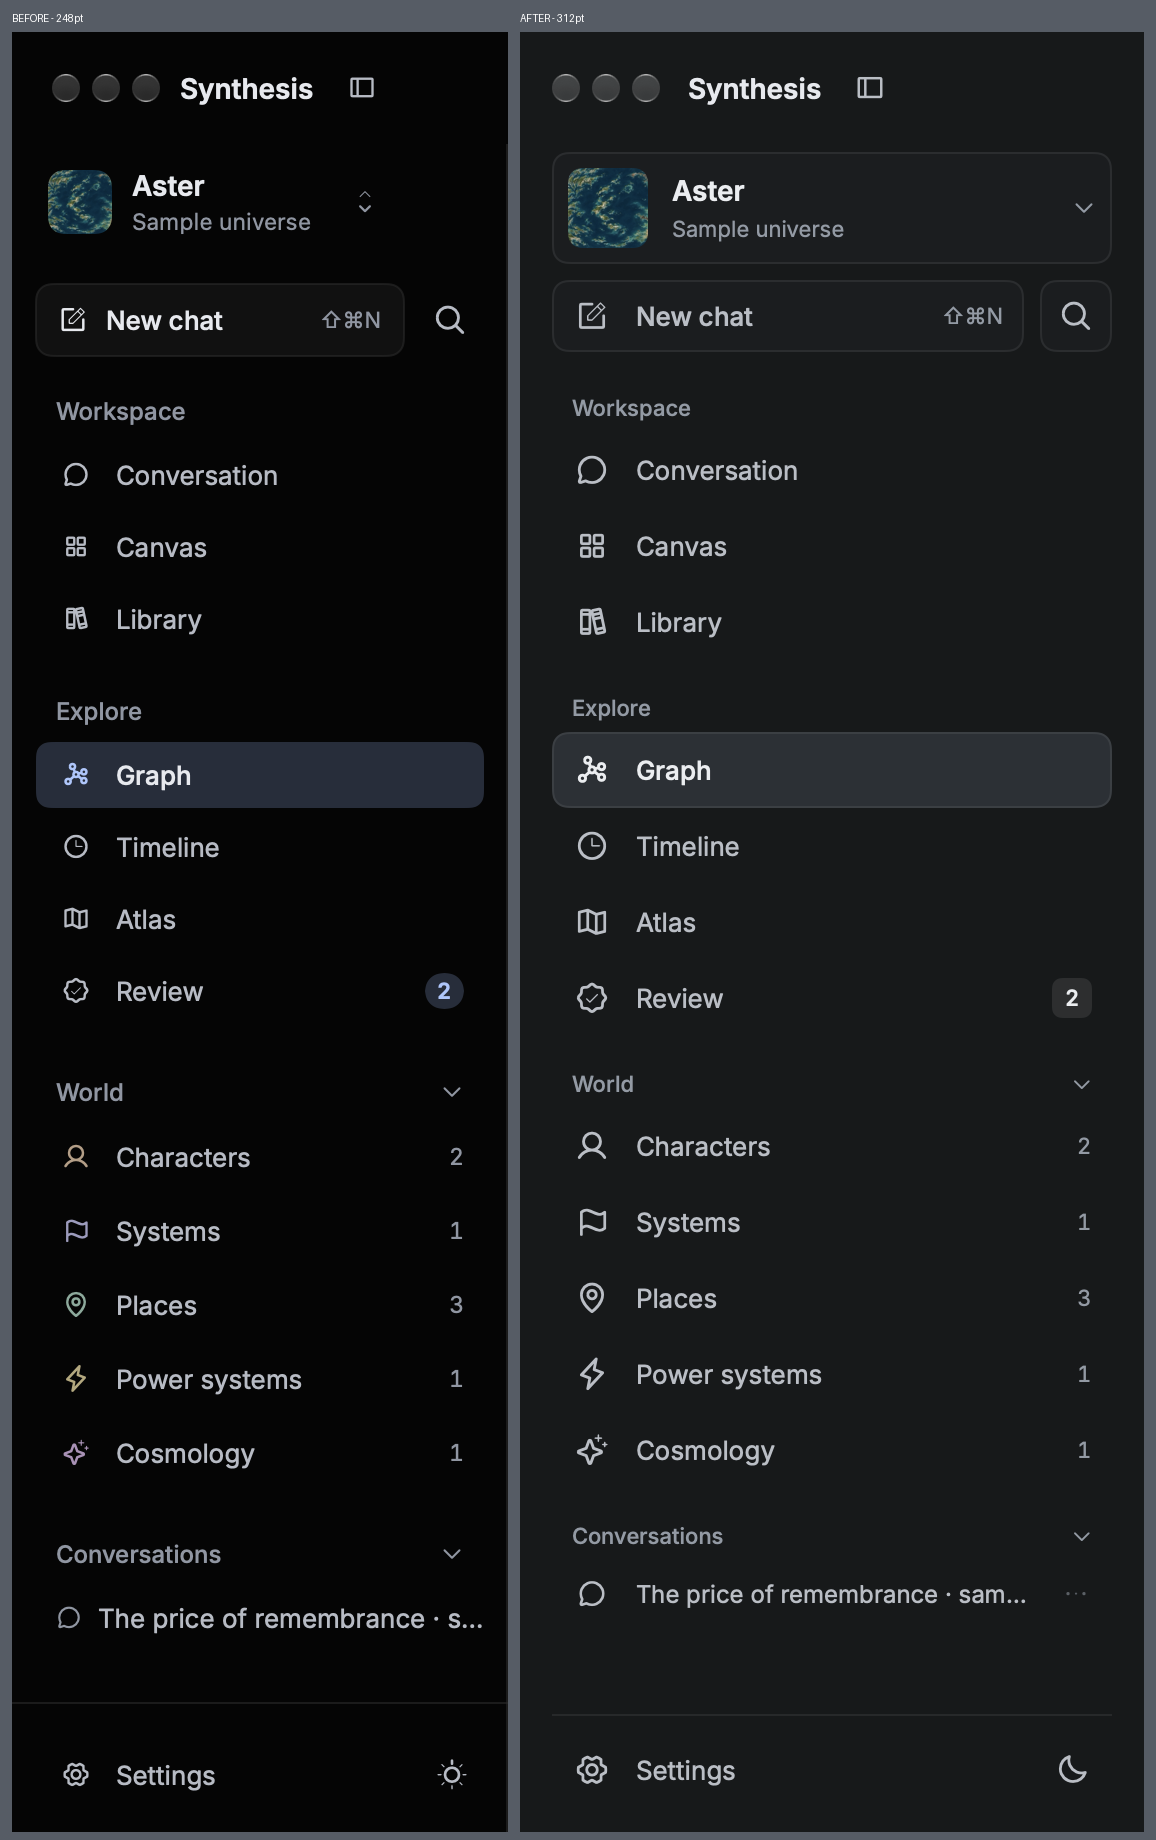 BEFORE - 248pt
Synthesis
Aster
Sample universe
New chat ⇧⌘N
Workspace
Conversation
Canvas
Library
Explore
Graph
Timeline
Atlas
Review 2
World
Characters 2
Systems 1
Places 3
Power systems 1
Cosmology 1
Conversations
The price of remembrance · s...
Settings
AFTER - 312pt
Synthesis
Aster
Sample universe
New chat ⇧⌘N
Workspace
Conversation
Canvas
Library
Explore
Graph
Timeline
Atlas
Review 2
World
Characters 2
Systems 1
Places 3
Power systems 1
Cosmology 1
Conversations
The price of remembrance · sam...
Settings